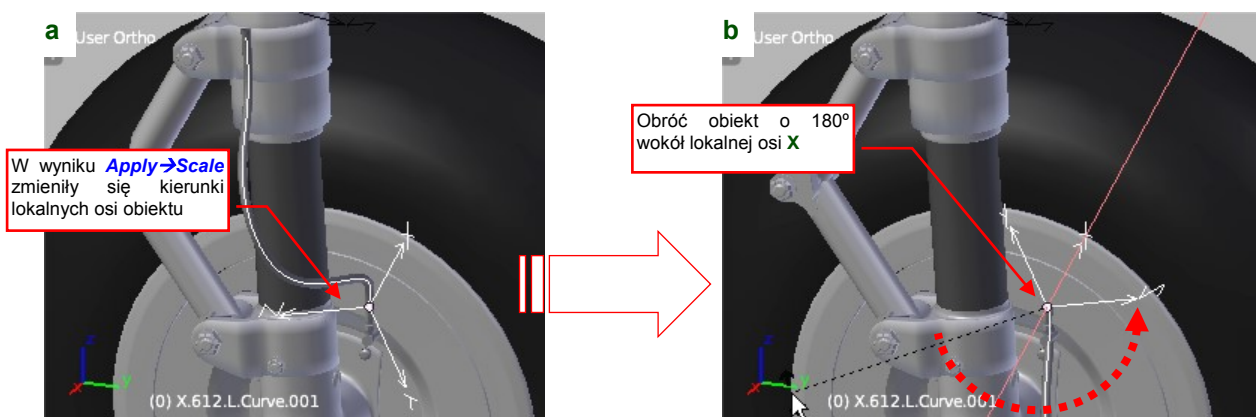 a
User Ortho
W wyniku Apply→Scale
zmieniły się kierunki
lokalnych osi obiektu
z
x
y
(0) X.612.L.Curve.001
b
User Ortho
Obróć obiekt o 180º
wokół lokalnej osi X
z
x
y
(0) X.612.L.Curve.001